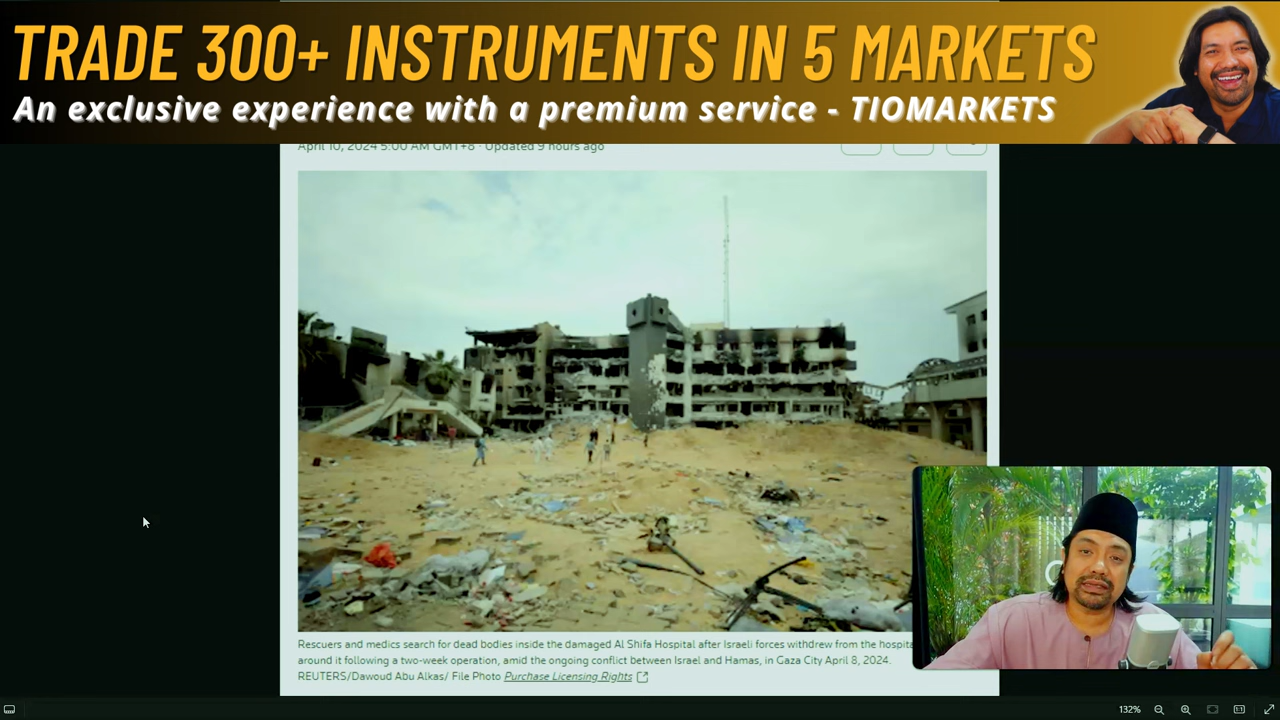 TRADE 300+ INSTRUMENTS IN 5 MARKETS
An exclusive experience with a premium service - TIOMARKETS
April 10, 2024 5:00 AM GMT+8 · Updated 9 hours ago
Rescuers and medics search for dead bodies inside the damaged Al Shifa Hospital after Israeli forces withdrew from the
around it following a two-week operation, amid the ongoing conflict between Israel and Hamas, in Gaza City April 8, 2024.
REUTERS/Dawoud Abu Alkas/ File Photo Purchase Licensing Rights
132%